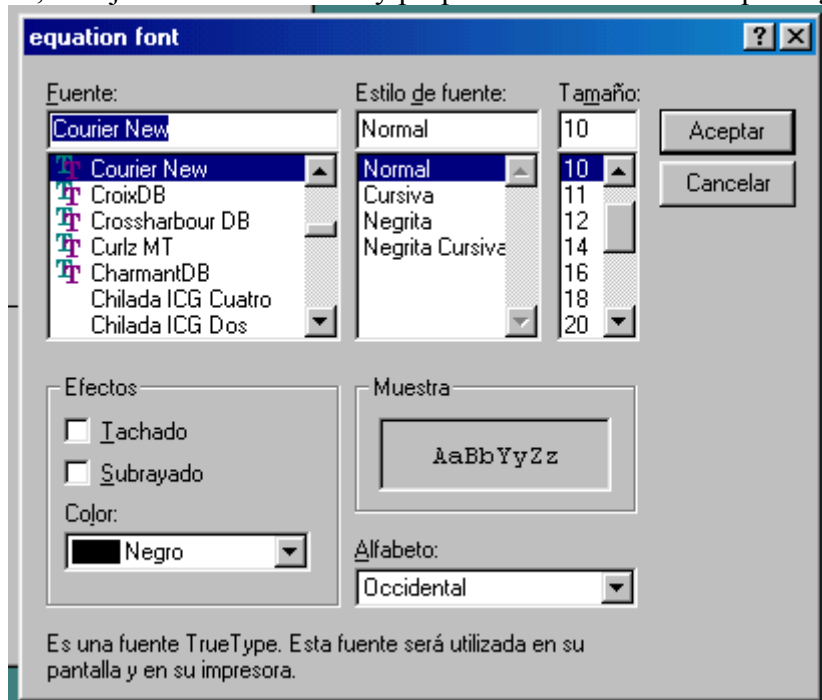 equation font
Fuente:
Courier New
Courier New
CroixDB
Crossharbour DB
Curlz MT
CharmantDB
Chilada ICG Cuatro
Chilada ICG Dos
Estilo de fuente:
Normal
Normal
Cursiva
Negrita
Negrita Cursiva
Tamaño:
10
10
11
12
14
16
18
20
Aceptar
Cancelar
Efectos
Tachado
Subrayado
Color:
Negro
Muestra
AaBbYyZz
Alfabeto:
Occidental
Es una fuente TrueType. Esta fuente será utilizada en su
pantalla y en su impresora.